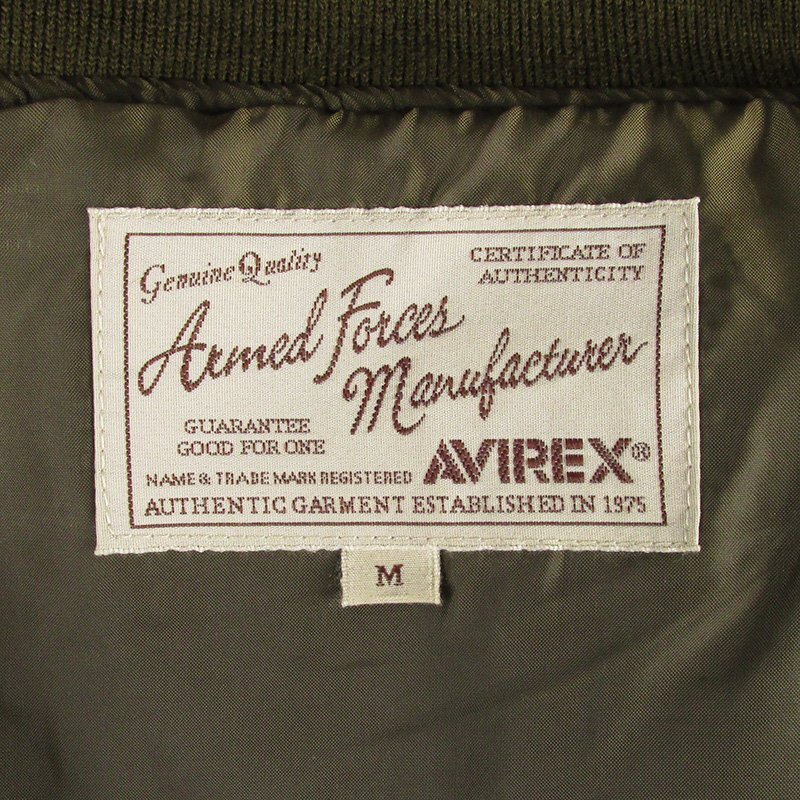 Genuine Quality
CERTIFICATE OF
AUTHENTICITY
Armed Forces
Manufacturer
GUARANTEE
GOOD FOR ONE
NAME & TRADE MARK REGISTERED
AVIREX®
AUTHENTIC GARMENT ESTABLISHED IN 1975
M